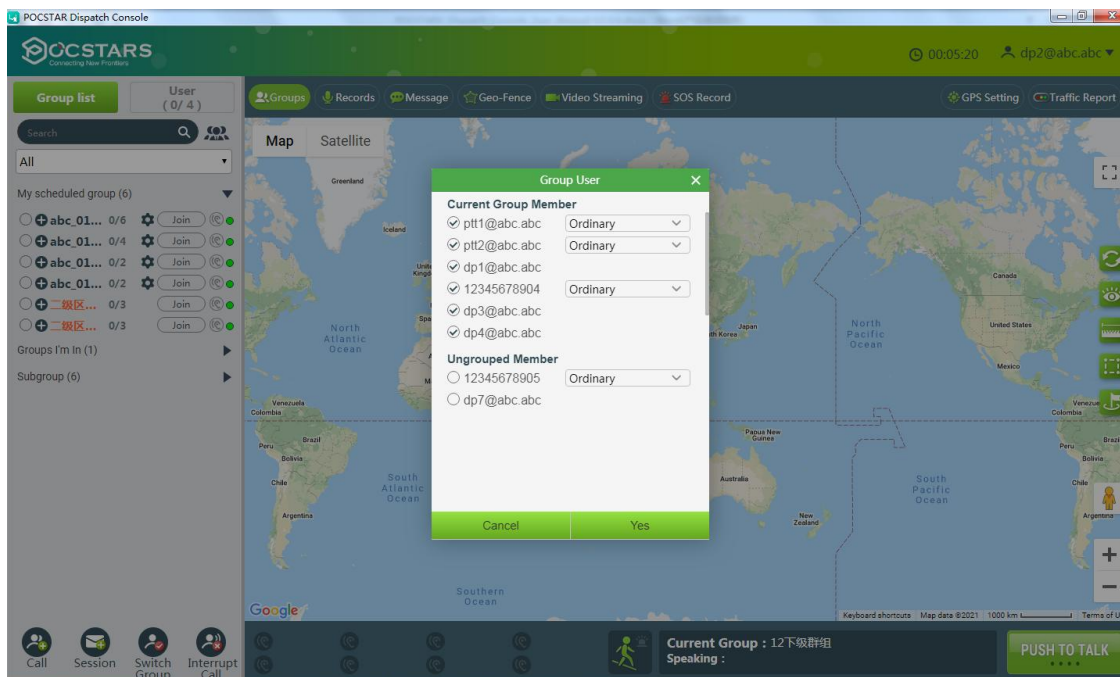 POCSTAR Dispatch Console
POCSTARS
Connecting New Frontiers
00:05:20
dp2@abc.abc
Group list
User
( 0/ 4 )
Groups
Records
Message
Geo-Fence
Video Streaming
SOS Record
GPS Setting
Traffic Report
Search
All
My scheduled group (6)
abc_01... 0/6 Join
abc_01... 0/4 Join
abc_01... 0/2 Join
abc_01... 0/2 Join
二级区... 0/3 Join
二级区... 0/3 Join
Groups I'm In (1)
Subgroup (6)
Map
Satellite
Greenland
Iceland
North
Atlantic
Ocean
Venezuela
Colombia
Peru
Brazil
Bolivia
Chile
Argentina
South
Atlantic
Ocean
Southern
Ocean
Group User
Current Group Member
ptt1@abc.abc Ordinary
ptt2@abc.abc Ordinary
dp1@abc.abc
12345678904 Ordinary
dp3@abc.abc
dp4@abc.abc
Ungrouped Member
12345678905 Ordinary
dp7@abc.abc
Cancel
Yes
Japan
Papua New
Guinea
Australia
New
Zealand
North
Pacific
Ocean
South
Pacific
Ocean
Canada
United States
Mexico
Colombia
Peru
Bolivia
Chile
Google
Keyboard shortcuts
Map data ©2021
1000 km
Terms of U
Call
Session
Switch
Group
Interrupt
Call
Current Group : 12下级群组
Speaking :
PUSH TO TALK